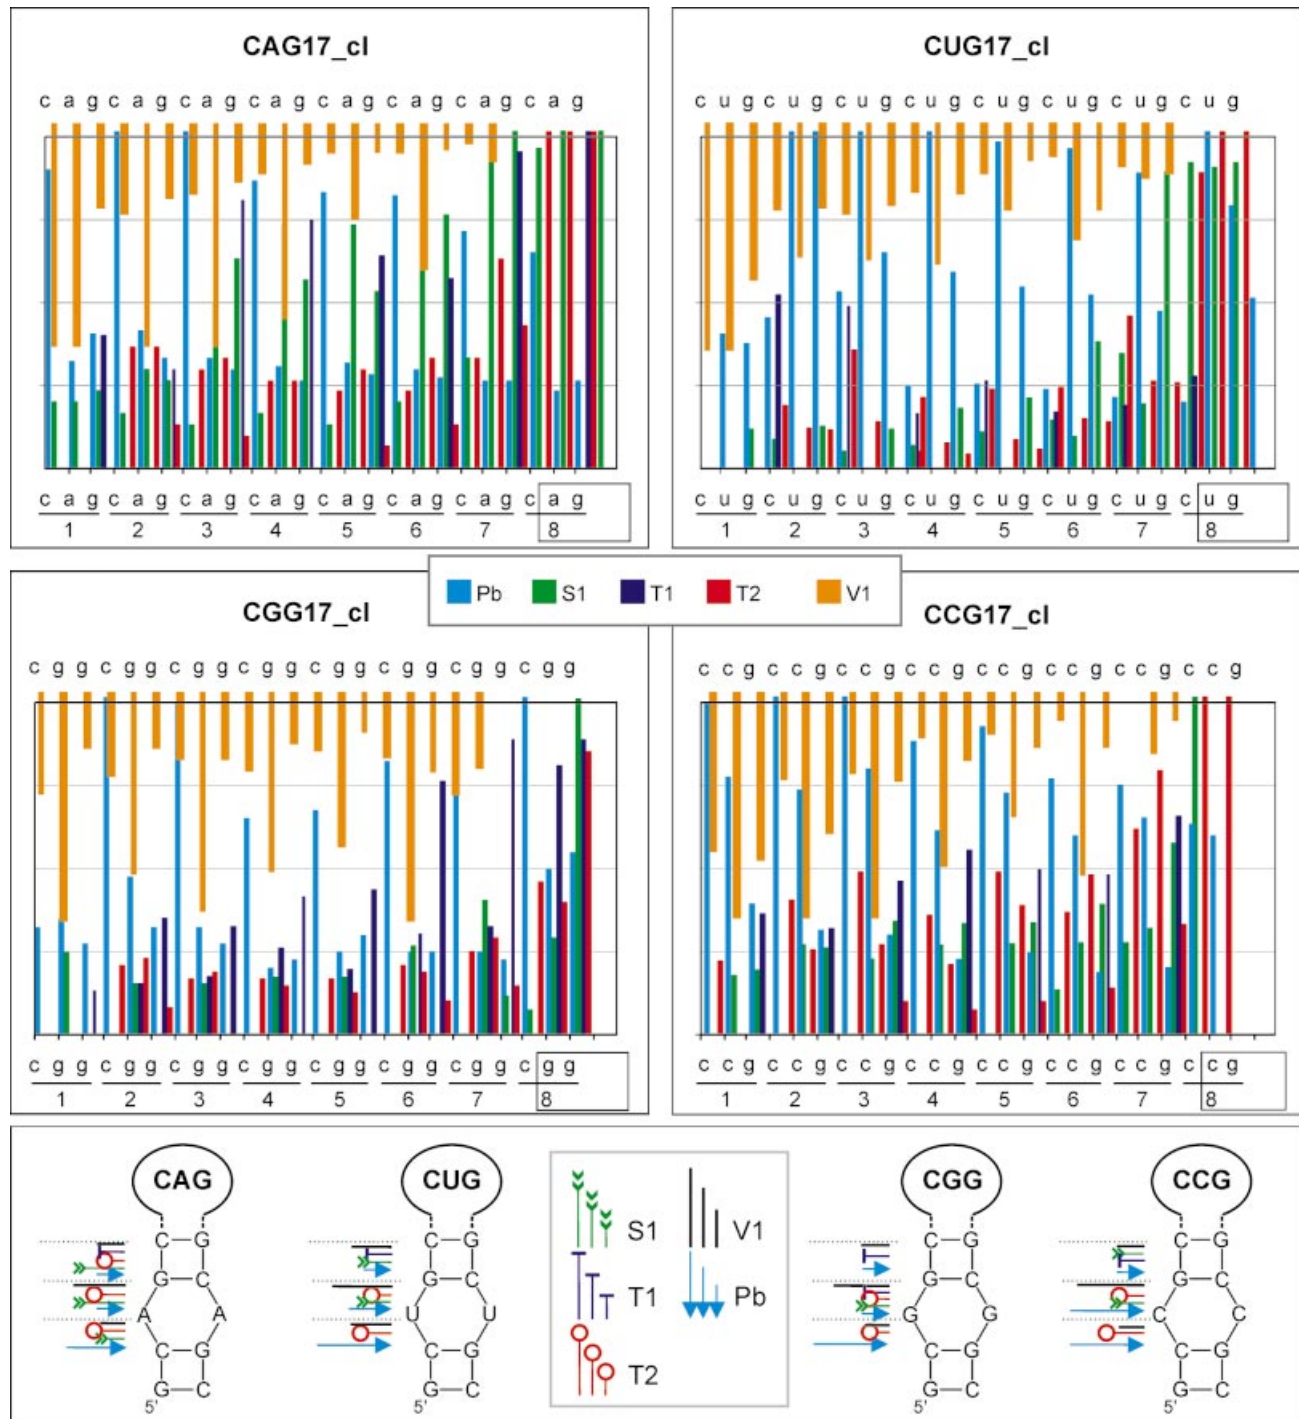 CAG17_cl
c a g c a g c a g c a g c a g c a g c a g c a g
c a g c a g c a g c a g c a g c a g c a g c a g
1 2 3 4 5 6 7 8
CUG17_cl
c u g c u g c u g c u g c u g c u g c u g c u g
c u g c u g c u g c u g c u g c u g c u g c u g
1 2 3 4 5 6 7 8
Pb S1 T1 T2 V1
CGG17_cl
c g g c g g c g g c g g c g g c g g c g g c g g
c g g c g g c g g c g g c g g c g g c g g c g g
1 2 3 4 5 6 7 8
CCG17_cl
c c g c c g c c g c c g c c g c c g c c g c c g
c c g c c g c c g c c g c c g c c g c c g c c g
1 2 3 4 5 6 7 8
CAG
C G
G C
A A
C G
G C
5'
CUG
C G
G C
U U
C G
G C
5'
S1 V1
T1 Pb
T2
CGG
C G
G C
G G
C G
G C
5'
CCG
C G
G C
C C
C G
G C
5'